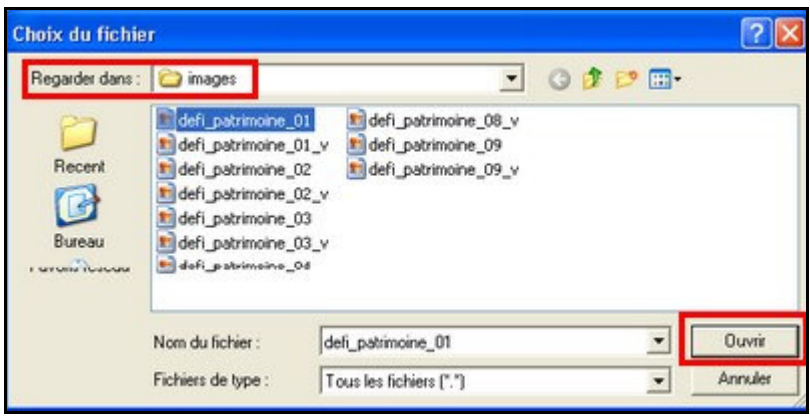 Choix du fichier
Regarder dans : images
Recent
Bureau
defi_patrimoine_01
defi_patrimoine_01_v
defi_patrimoine_02
defi_patrimoine_02_v
defi_patrimoine_03
defi_patrimoine_03_v
defi_patrimoine_04
defi_patrimoine_08_v
defi_patrimoine_09
defi_patrimoine_09_v
Nom du fichier : defi_patrimoine_01 Ouvrir
Fichiers de type : Tous les fichiers (*.*) Annuler